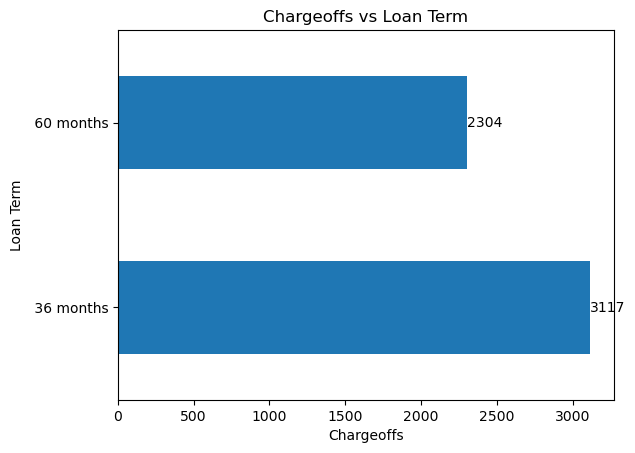 Chargeoffs vs Loan Term
Loan Term
60 months
2304
36 months
3117
0 500 1000 1500 2000 2500 3000
Chargeoffs